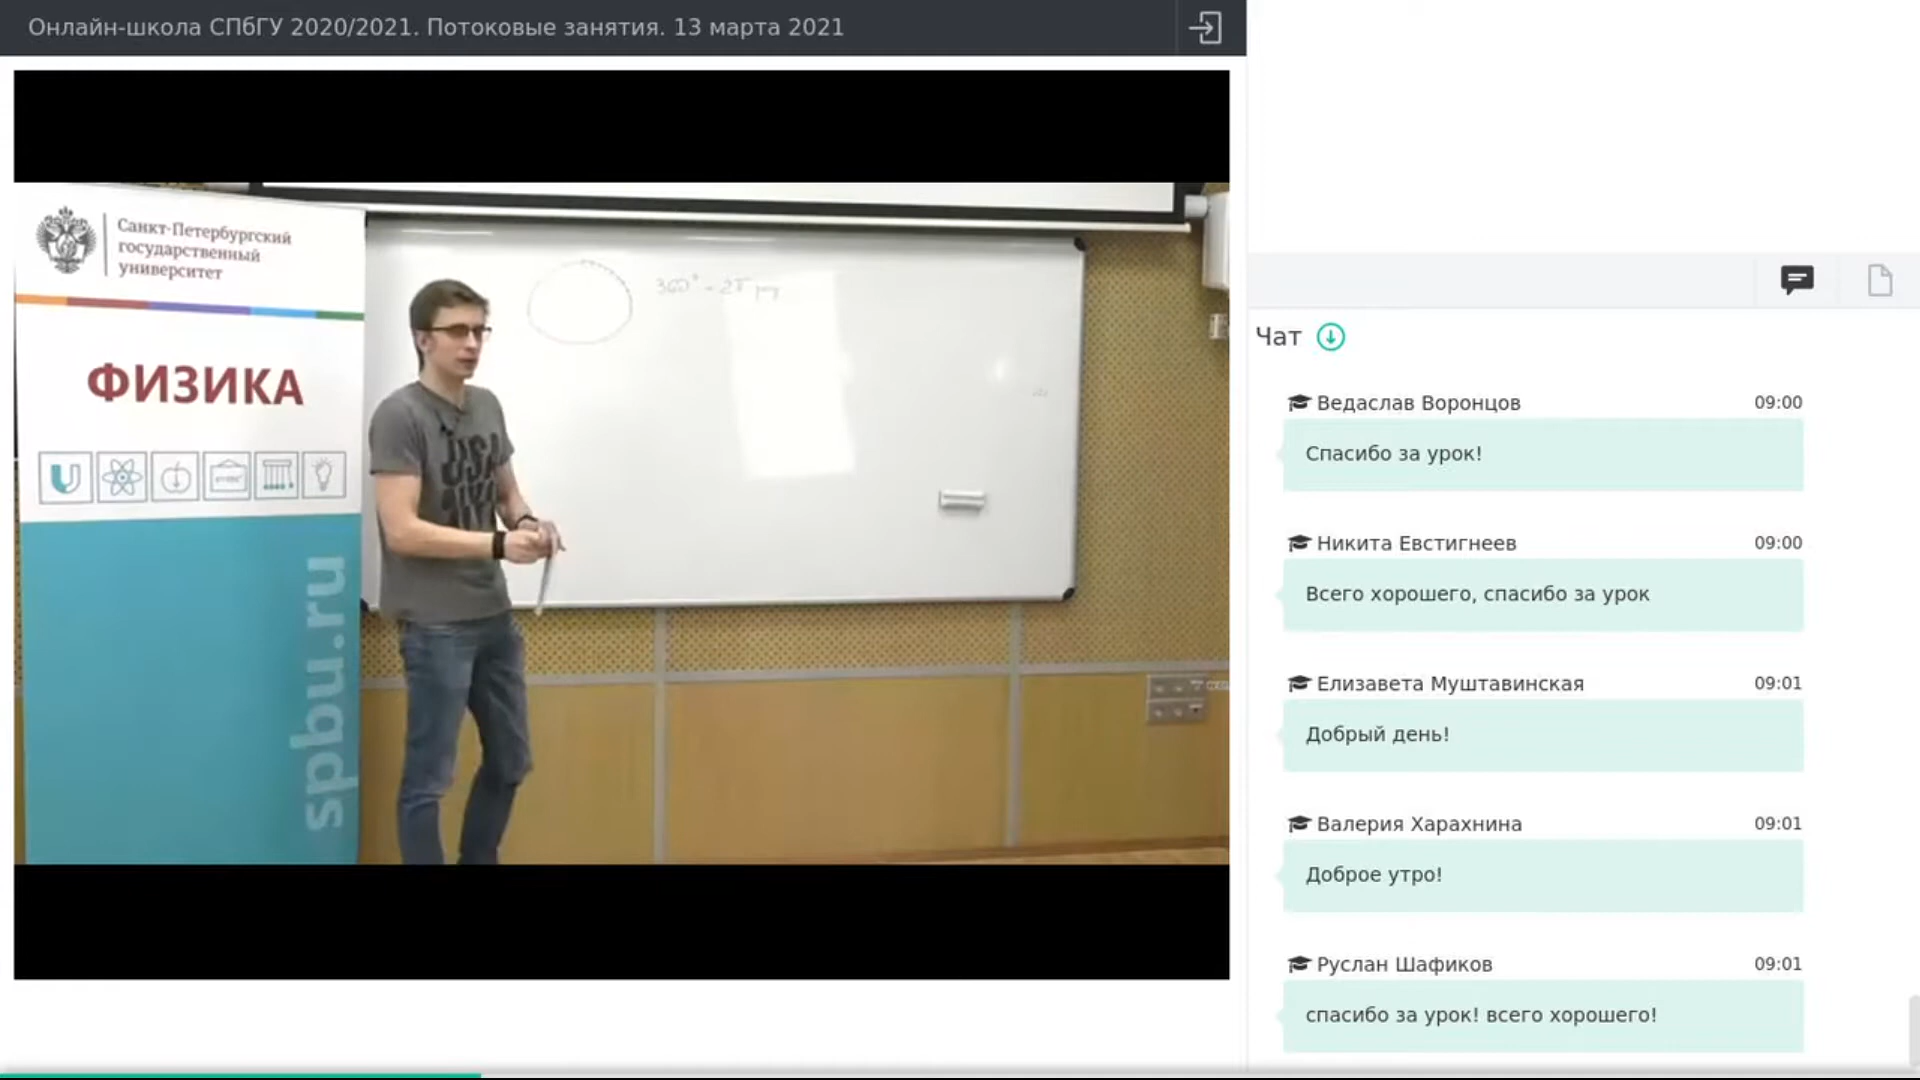 Онлайн-школа СПбГУ 2020/2021. Потоковые занятия. 13 марта 2021
Санкт-Петербургский
государственный
университет
ФИЗИКА
spbu.ru
360° - 2π рад
USA
Чат
Ведаслав Воронцов 09:00
Спасибо за урок!
Никита Евстигнеев 09:00
Всего хорошего, спасибо за урок
Елизавета Муштавинская 09:01
Добрый день!
Валерия Харахнина 09:01
Доброе утро!
Руслан Шафиков 09:01
спасибо за урок! всего хорошего!